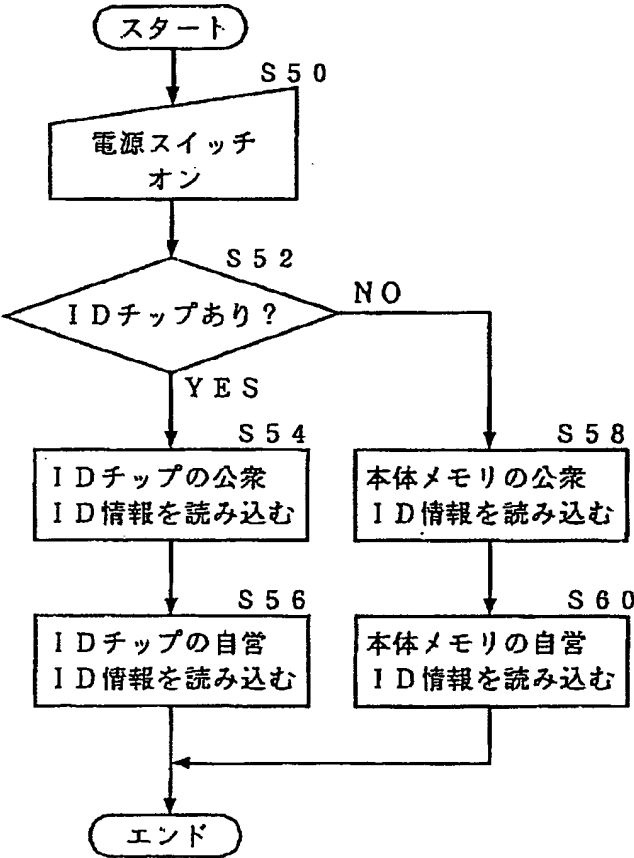 スタート
S50
電源スイッチ
オン
S52
IDチップあり?
NO
YES
S54
IDチップの公衆
ID情報を読み込む
S58
本体メモリの公衆
ID情報を読み込む
S56
IDチップの自営
ID情報を読み込む
S60
本体メモリの自営
ID情報を読み込む
エンド